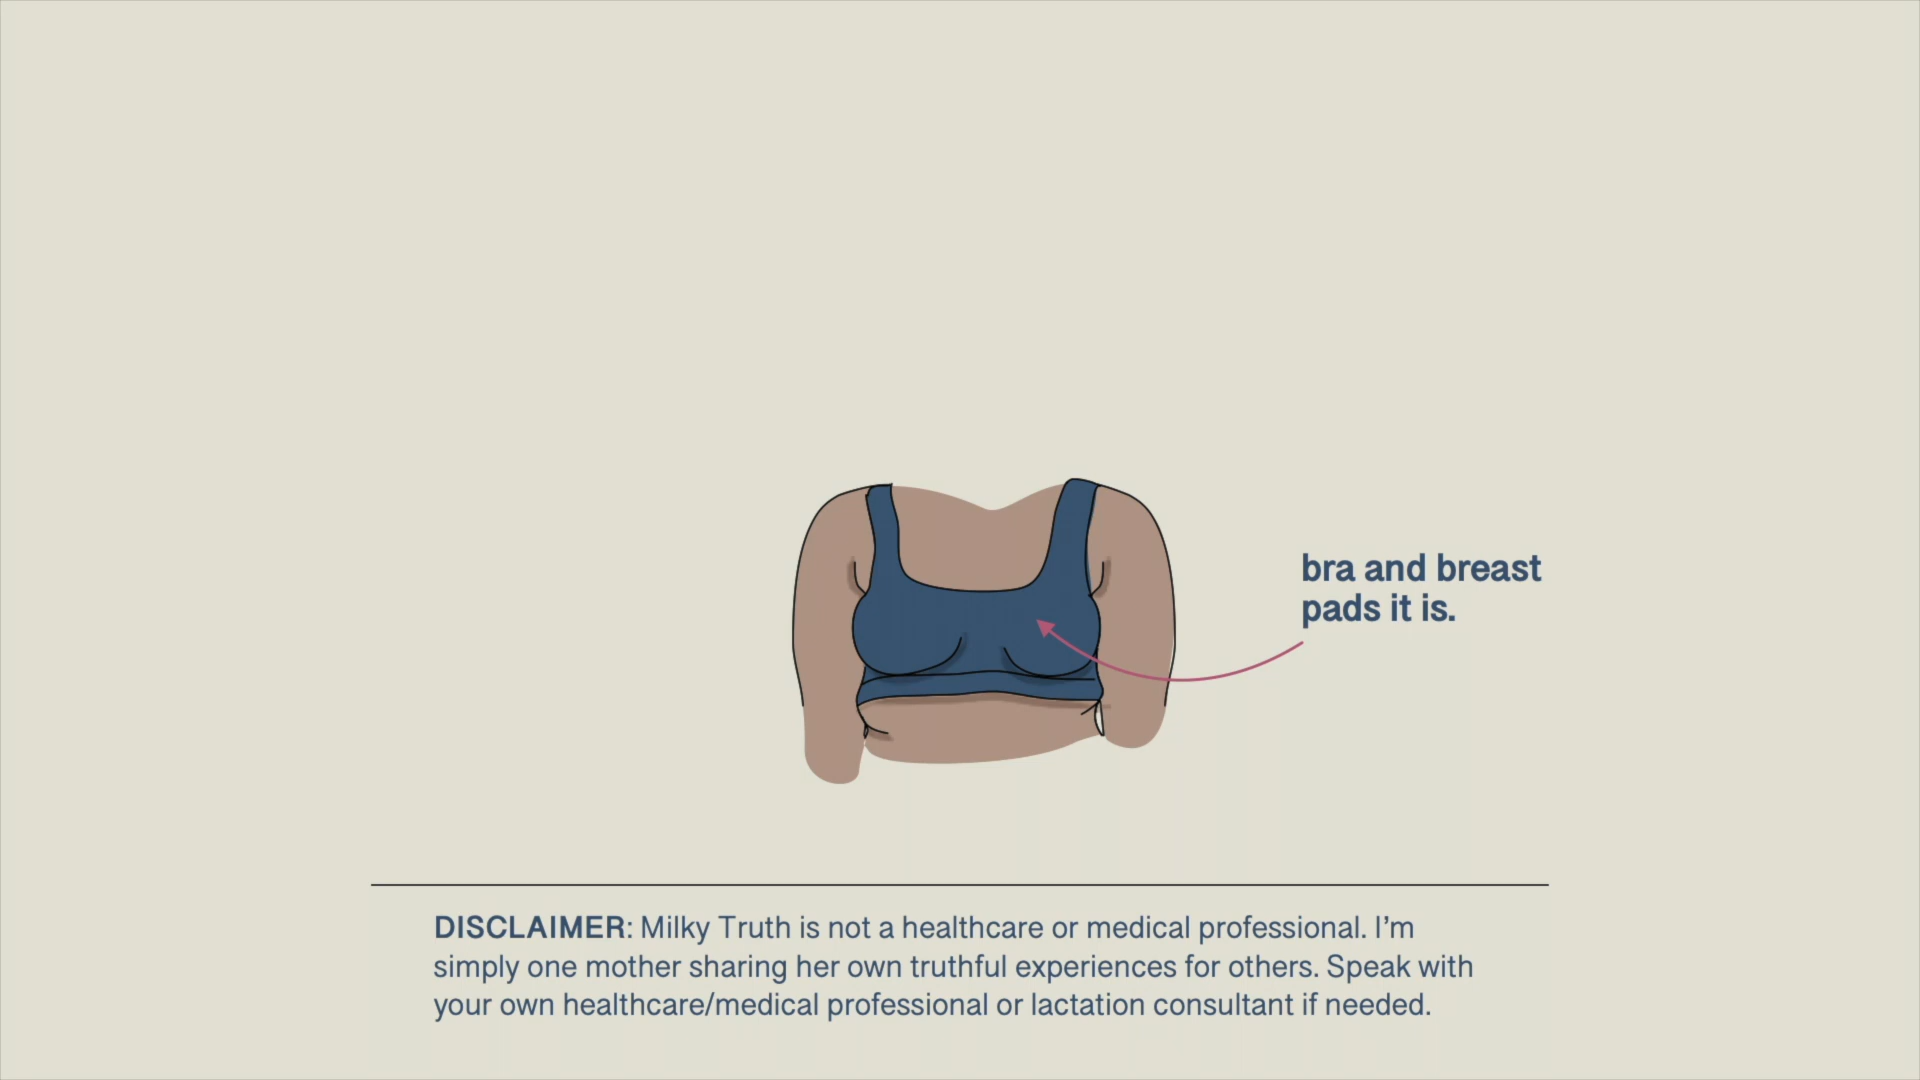 bra and breast
pads it is.
DISCLAIMER: Milky Truth is not a healthcare or medical professional. I’m
simply one mother sharing her own truthful experiences for others. Speak with
your own healthcare/medical professional or lactation consultant if needed.